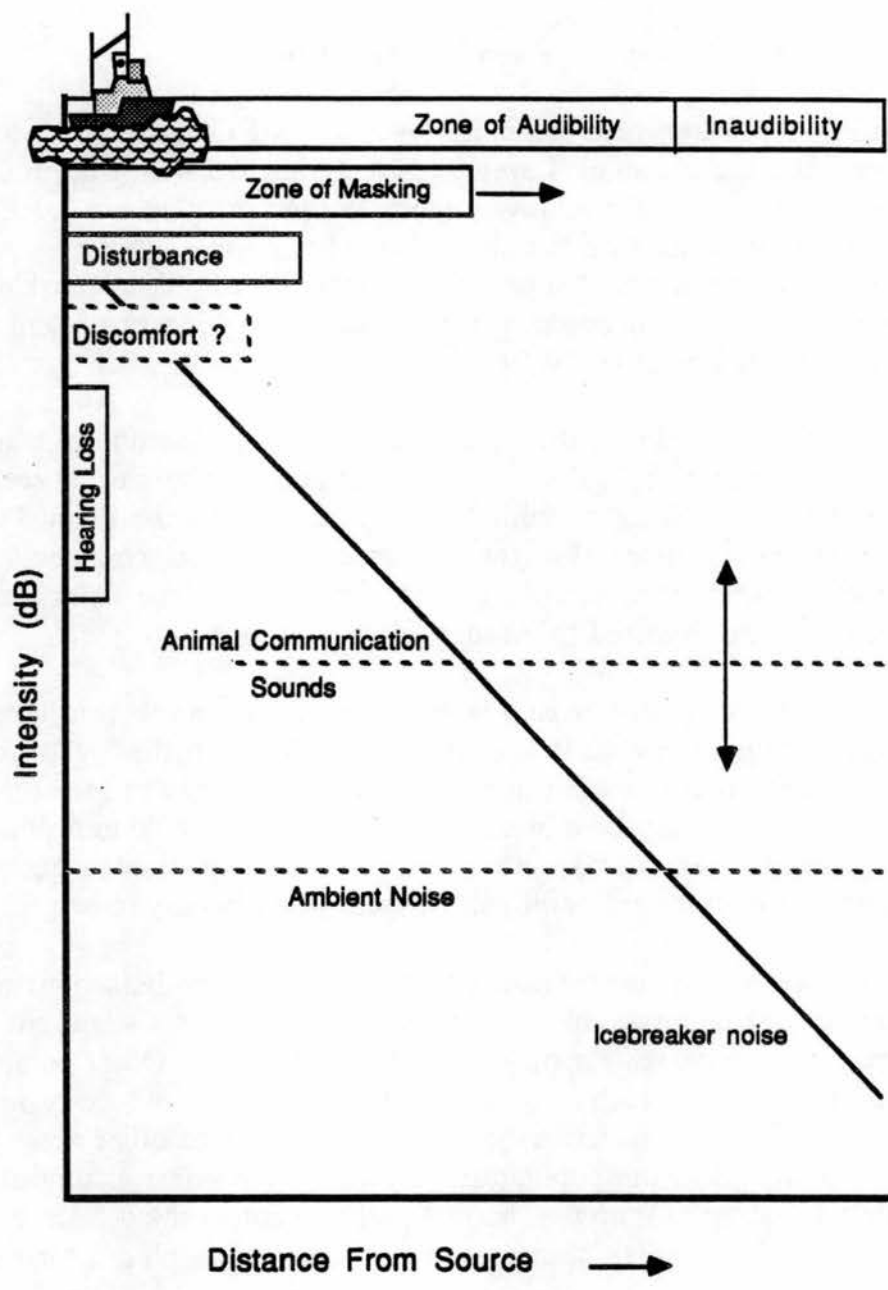 Zone of Audibility
Inaudibility
Zone of Masking
Disturbance
Discomfort ?
Hearing Loss
Animal Communication
Sounds
Ambient Noise
Icebreaker noise
Intensity (dB)
Distance From Source